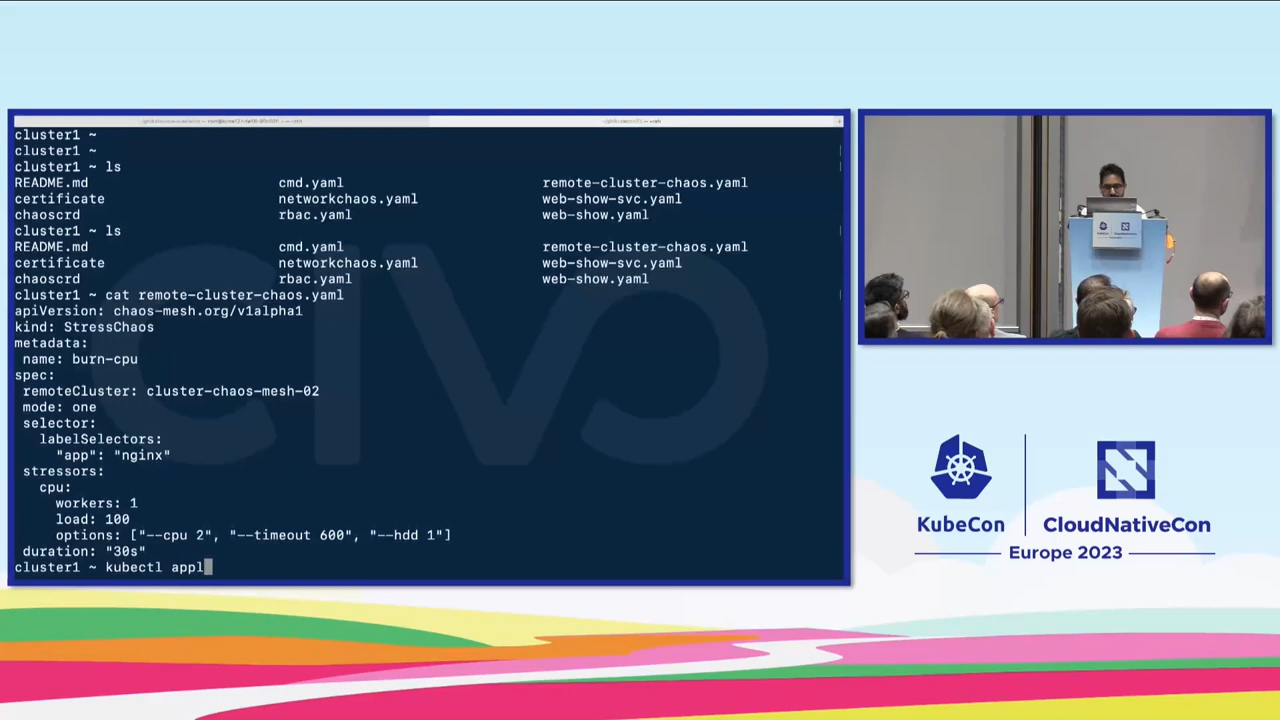 cluster1 ~
cluster1 ~
cluster1 ~ ls
README.md cmd.yaml remote-cluster-chaos.yaml
certificate networkchaos.yaml web-show-svc.yaml
chaoscrd rbac.yaml web-show.yaml
cluster1 ~ ls
README.md cmd.yaml remote-cluster-chaos.yaml
certificate networkchaos.yaml web-show-svc.yaml
chaoscrd rbac.yaml web-show.yaml
cluster1 ~ cat remote-cluster-chaos.yaml
apiVersion: chaos-mesh.org/v1alpha1
kind: StressChaos
metadata:
 name: burn-cpu
spec:
 remoteCluster: cluster-chaos-mesh-02
 mode: one
 selector:
   labelSelectors:
     "app": "nginx"
 stressors:
   cpu:
     workers: 1
     load: 100
     options: ["--cpu 2", "--timeout 600", "--hdd 1"]
 duration: "30s"
cluster1 ~ kubectl appl
CIVO
KubeCon
CloudNativeCon
Europe 2023